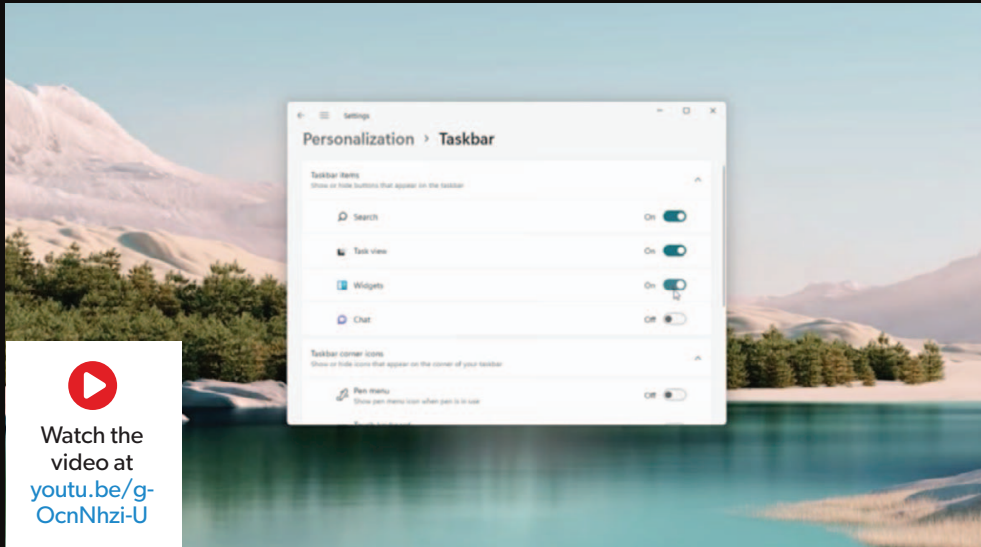 Settings
Personalization > Taskbar
Taskbar items
Show or hide buttons that appear on the taskbar
Search On
Task view On
Widgets On
Chat Off
Taskbar corner icons
Show or hide icons that appear on the corner of your taskbar
Pen menu
Show pen menu icon when pen is in use
Off
Watch the
video at
youtu.be/g-
OcnNhzi-U